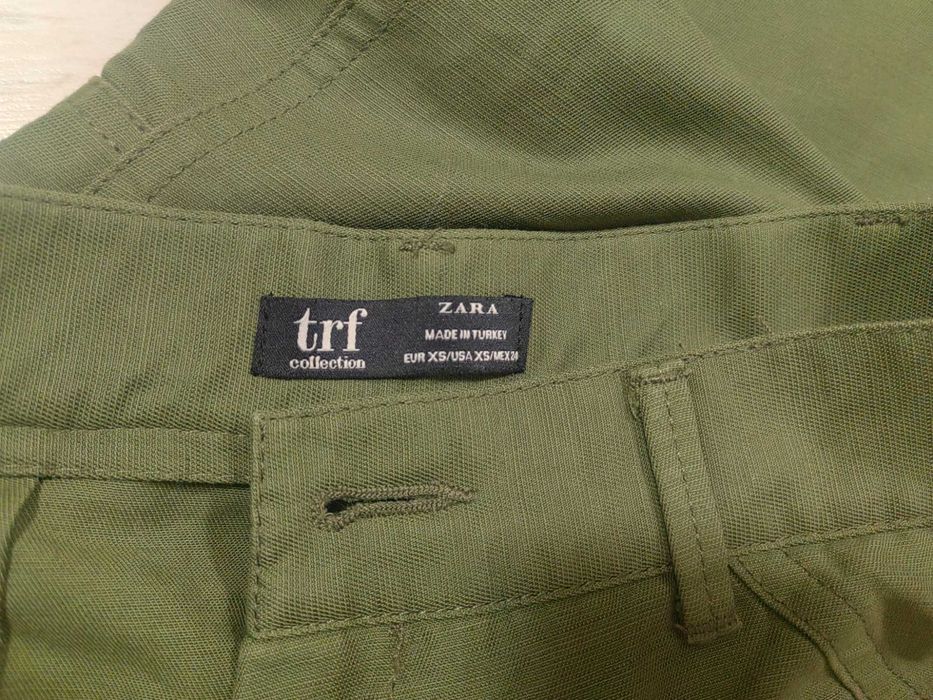 trf
collection
ZARA
MADE IN TURKEY
EUR XS/USA XS/MEX 24